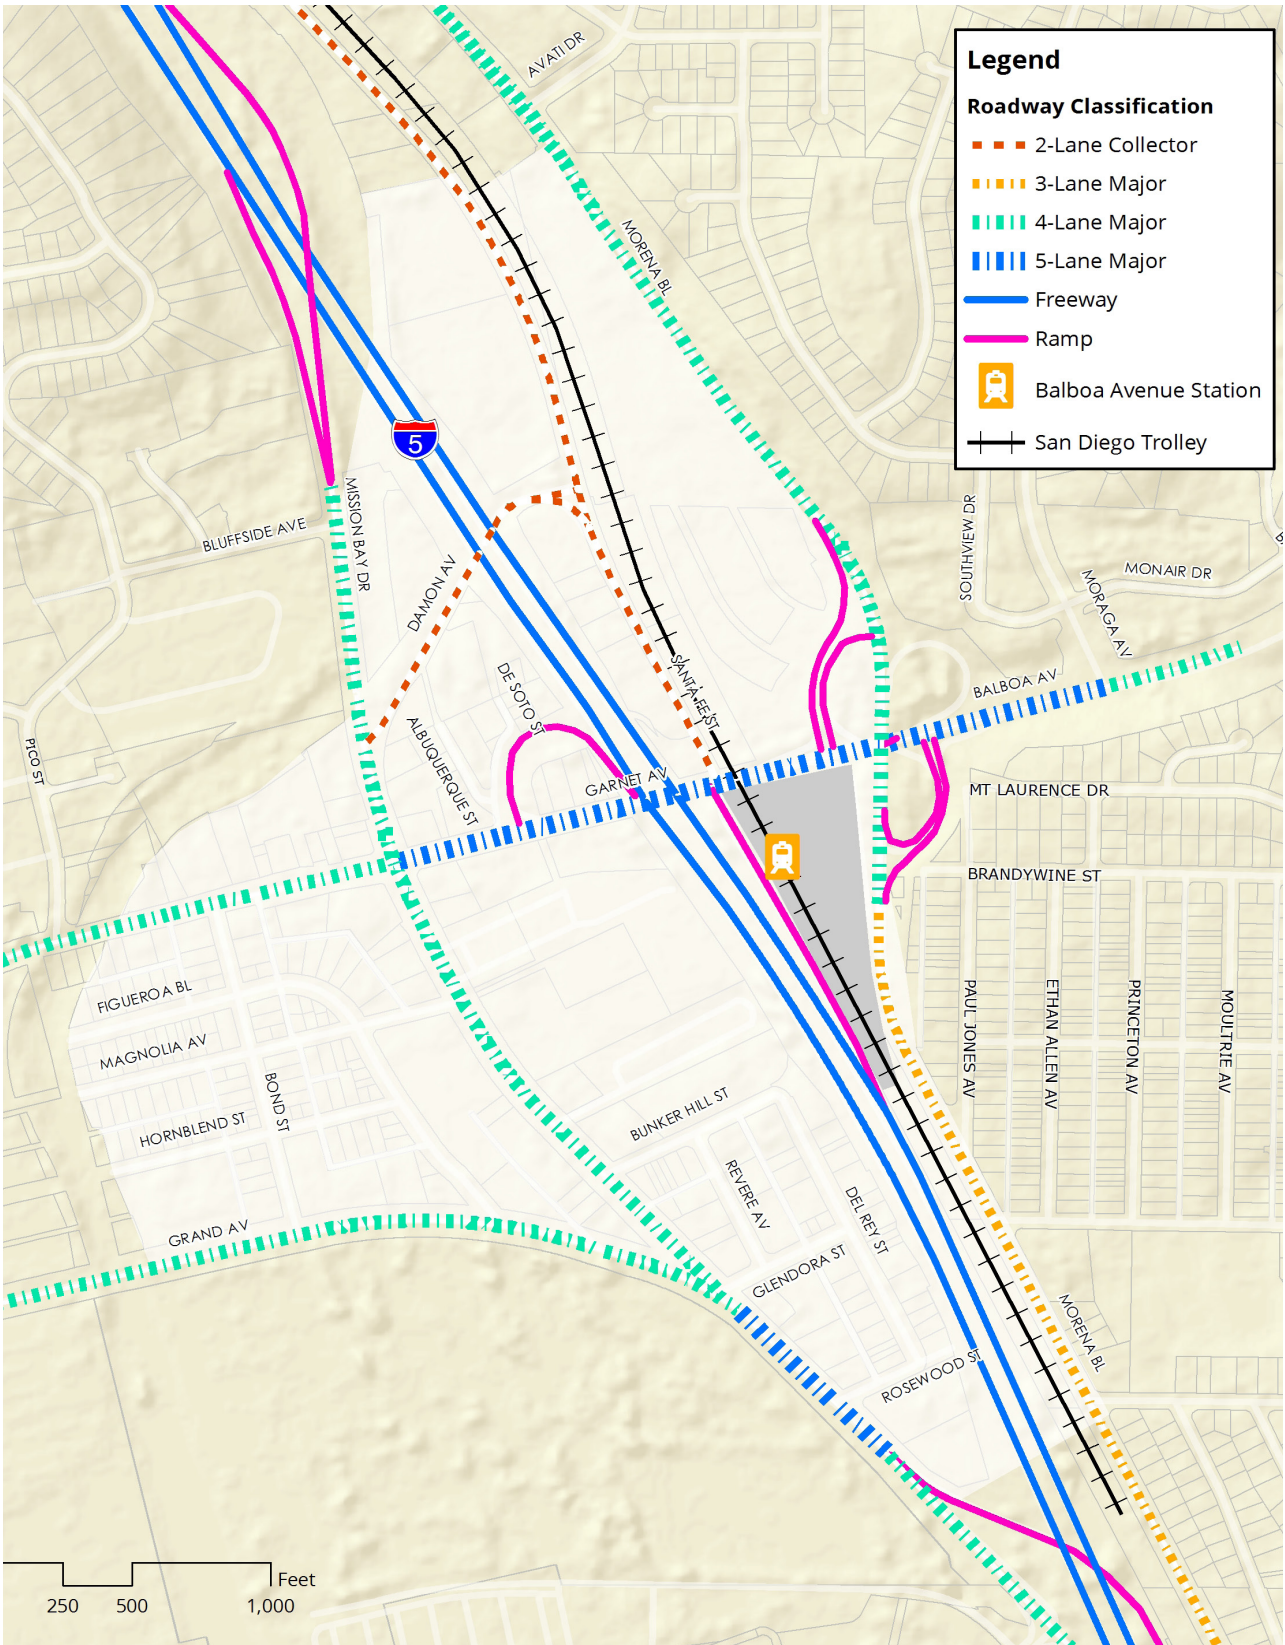 Legend
Roadway Classification
2-Lane Collector
3-Lane Major
4-Lane Major
5-Lane Major
Freeway
Ramp
Balboa Avenue Station
San Diego Trolley
AVATI DR
MORENA BL
5
MISSION BAY DR
BLUFFSIDE AVE
DAMON AV
SOUTHVIEW DR
MONAIR DR
MORAGA AV
BALBOA AV
SANTA FE ST
DE SOTO ST
ALBUQUERQUE ST
GARNET AV
PICO ST
MT LAURENCE DR
BRANDYWINE ST
PAUL JONES AV
ETHAN ALLEN AV
PRINCETON AV
MOULTRIE AV
FIGUEROA BL
MAGNOLIA AV
HORNBLEND ST
BOND ST
BUNKER HILL ST
REVERE AV
DEL REY ST
GRAND AV
GLENDORA ST
MORENA BL
ROSEWOOD ST
Feet
250 500 1,000